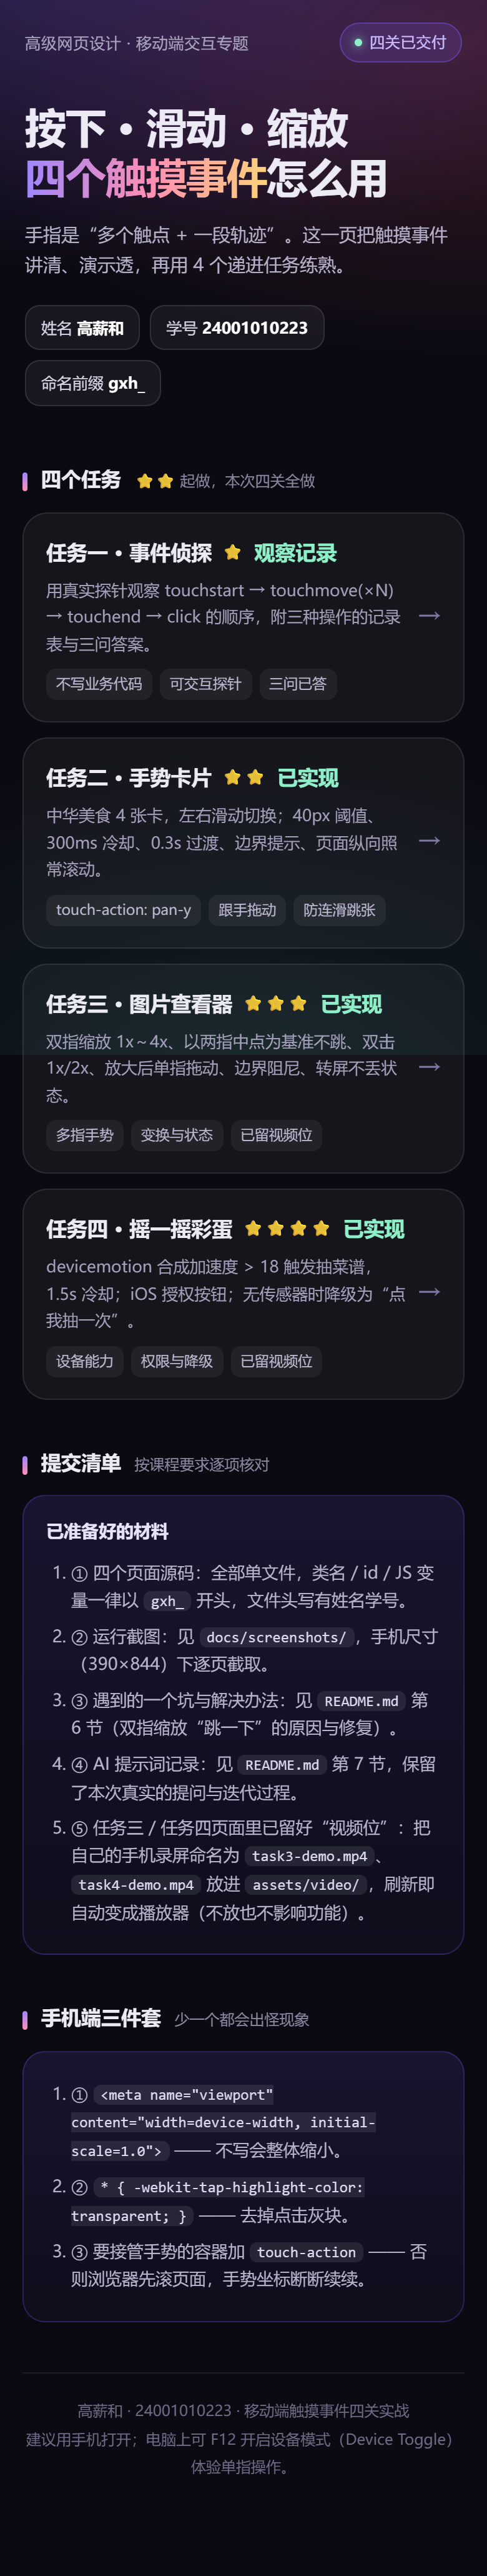 高级网页设计 · 移动端交互专题
四关已交付
按下 · 滑动 · 缩放
四个触摸事件怎么用
手指是“多个触点 + 一段轨迹”。这一页把触摸事件
讲清、演示透，再用 4 个递进任务练熟。
姓名 高薪和
学号 24001010223
命名前缀 gxh_
四个任务 ⭐⭐ 起做，本次四关全做
任务一 · 事件侦探 ⭐ 观察记录
用真实探针观察 touchstart → touchmove(×N)
→ touchend → click 的顺序，附三种操作的记录
表与三问答案。
→
不写业务代码 可交互探针 三问已答
任务二 · 手势卡片 ⭐⭐ 已实现
中华美食 4 张卡，左右滑动切换；40px 阈值、
300ms 冷却、0.3s 过渡、边界提示、页面纵向照
常滚动。
→
touch-action: pan-y 跟手拖动 防连滑跳张
任务三 · 图片查看器 ⭐⭐⭐ 已实现
双指缩放 1x～4x、以两指中点为基准不跳、双击
1x/2x、放大后单指拖动、边界阻尼、转屏不丢状
态。
→
多指手势 变换与状态 已留视频位
任务四 · 摇一摇彩蛋 ⭐⭐⭐⭐ 已实现
devicemotion 合成加速度 > 18 触发抽菜谱，
1.5s 冷却；iOS 授权按钮；无传感器时降级为“点
我抽一次”。
→
设备能力 权限与降级 已留视频位
提交清单 按课程要求逐项核对
已准备好的材料
1. ① 四个页面源码：全部单文件，类名 / id / JS 变
量一律以 gxh_ 开头，文件头写有姓名学号。
2. ② 运行截图：见 docs/screenshots/，手机尺寸
（390×844）下逐页截取。
3. ③ 遇到的一个坑与解决办法：见 README.md 第
6 节（双指缩放“跳一下”的原因与修复）。
4. ④ AI 提示词记录：见 README.md 第 7 节，保留
了本次真实的提问与迭代过程。
5. ⑤ 任务三 / 任务四页面里已留好“视频位”：把
自己的手机录屏命名为 task3-demo.mp4、
task4-demo.mp4 放进 assets/video/，刷新即
自动变成播放器（不放也不影响功能）。
手机端三件套 少一个都会出怪现象
1. ① <meta name="viewport"
content="width=device-width, initial-
scale=1.0"> —— 不写会整体缩小。
2. ② * { -webkit-tap-highlight-color:
transparent; } —— 去掉点击灰块。
3. ③ 要接管手势的容器加 touch-action —— 否
则浏览器先滚页面，手势坐标断断续续。
高薪和 · 24001010223 · 移动端触摸事件四关实战
建议用手机打开；电脑上可 F12 开启设备模式（Device Toggle）
体验单指操作。